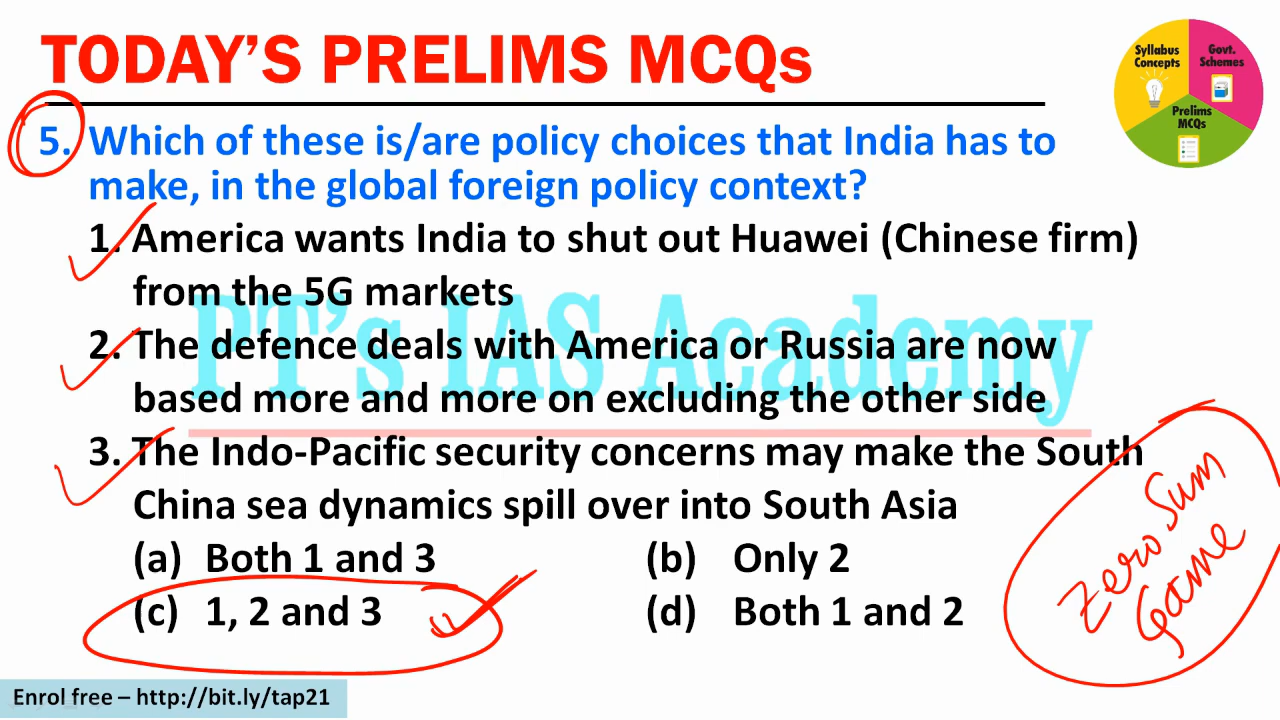 TODAY'S PRELIMS MCQs
Syllabus Concepts
Govt. Schemes
Prelims MCQs
5. Which of these is/are policy choices that India has to
make, in the global foreign policy context?
1. America wants India to shut out Huawei (Chinese firm)
from the 5G markets
2. The defence deals with America or Russia are now
based more and more on excluding the other side
3. The Indo-Pacific security concerns may make the South
China sea dynamics spill over into South Asia
(a) Both 1 and 3 (b) Only 2
(c) 1, 2 and 3 (d) Both 1 and 2
PT's IAS Academy
Zero Sum
Game
Enrol free – http://bit.ly/tap21